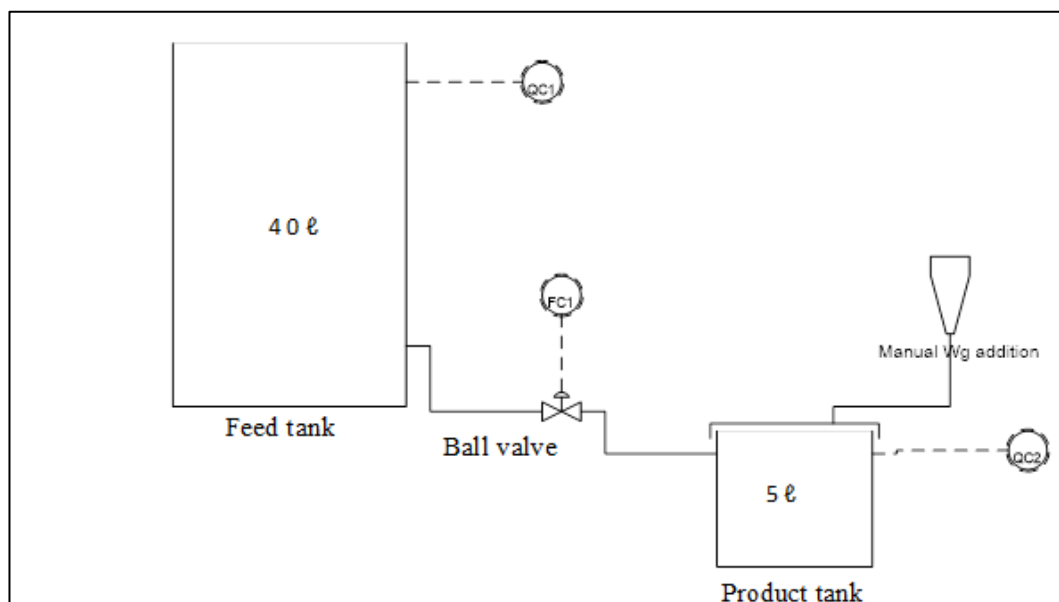 QC1
40 ℓ
FC1
Manual Wg addition
Feed tank
Ball valve
QC2
5 ℓ
Product tank